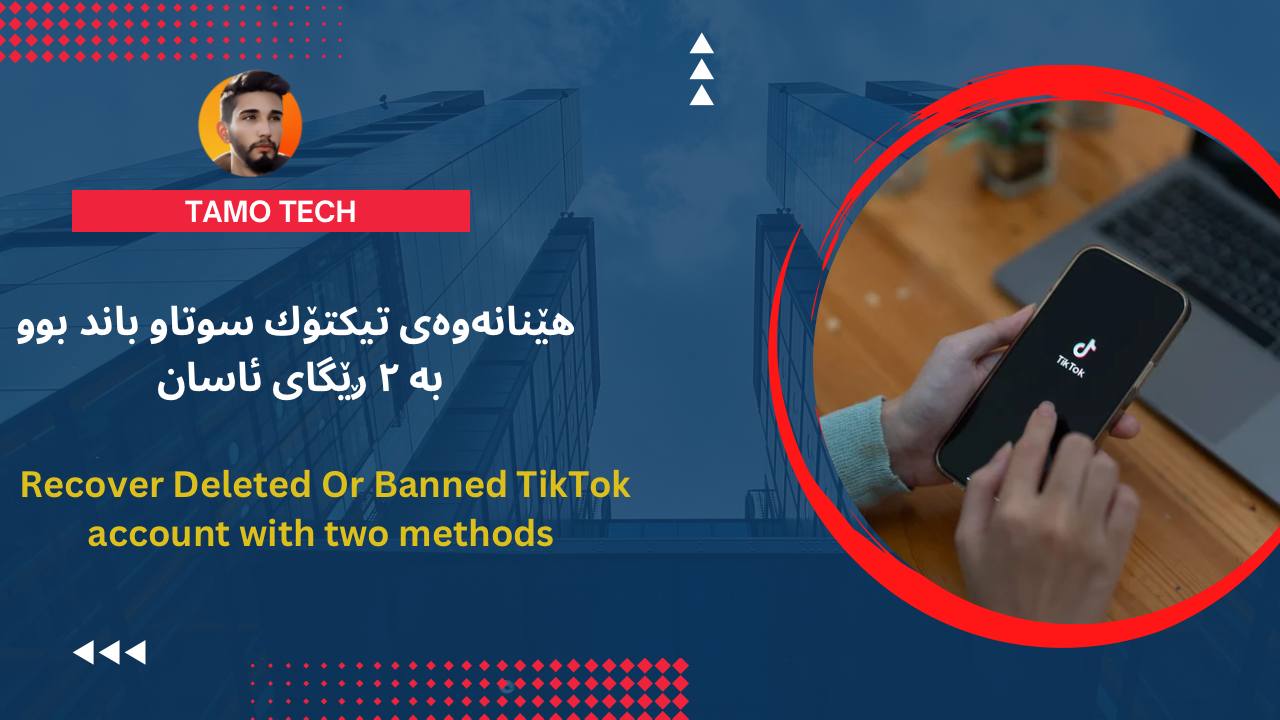 TAMO TECH
هێنانەوەی تیکتۆك سوتاو باند بوو
بە ٢ ڕێگای ئاسان
Recover Deleted Or Banned TikTok
account with two methods
TikTok